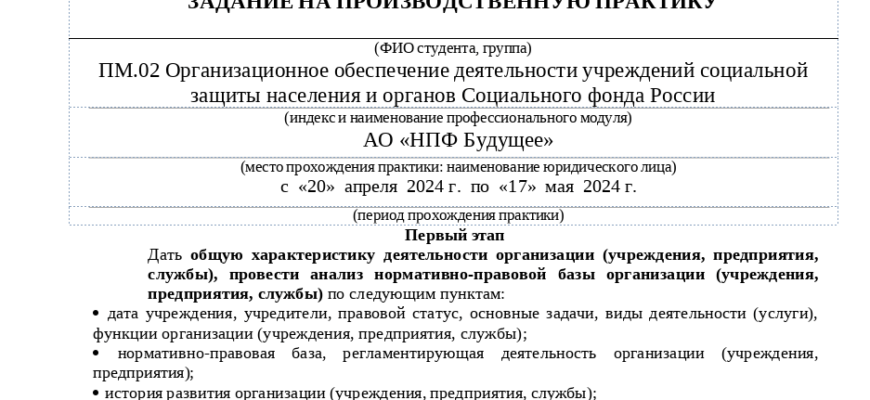 ЗАДАНИЕ НА ПРОИЗВОДСТВЕННУЮ ПРАКТИКУ
(ФИО студента, группа)
ПМ.02 Организационное обеспечение деятельности учреждений социальной
защиты населения и органов Социального фонда России
(индекс и наименование профессионального модуля)
АО «НПФ Будущее»
(место прохождения практики: наименование юридического лица)
с «20» апреля 2024 г. по «17» мая 2024 г.
(период прохождения практики)
Первый этап
Дать общую характеристику деятельности организации (учреждения, предприятия,
службы), провести анализ нормативно-правовой базы организации (учреждения,
предприятия, службы) по следующим пунктам:
• дата учреждения, учредители, правовой статус, основные задачи, виды деятельности (услуги),
функции организации (учреждения, предприятия, службы);
• нормативно-правовая база, регламентирующая деятельность организации (учреждения,
предприятия);
• история развития организации (учреждения, предприятия, службы);